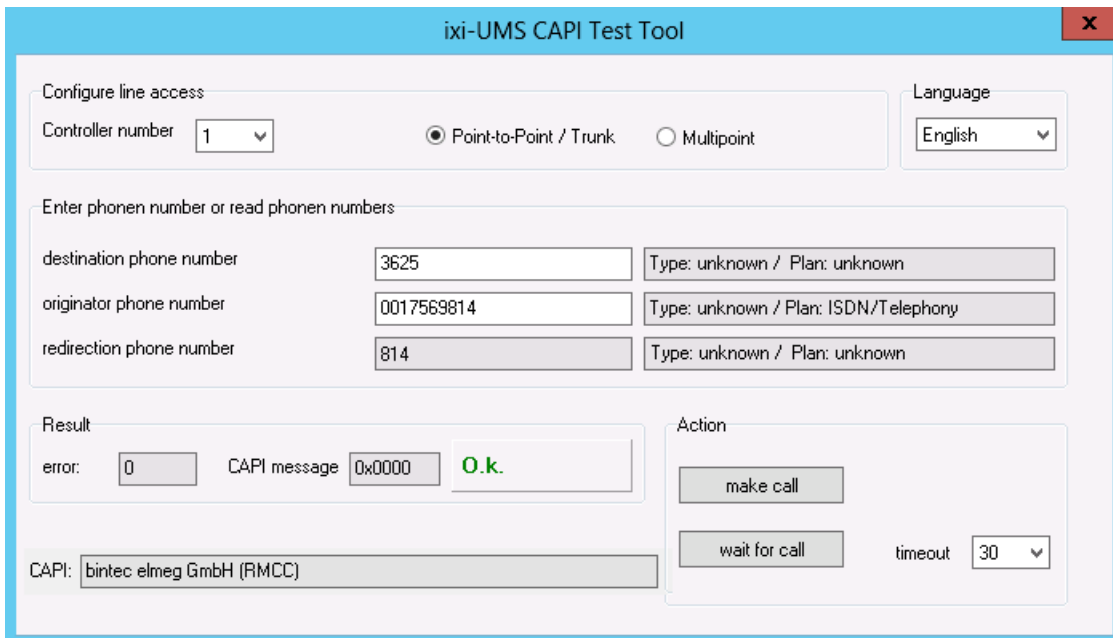 ixi-UMS CAPI Test Tool
x
Configure line access
Language
Controller number 1 Point-to-Point / Trunk Multipoint English
Enter phonen number or read phonen numbers
destination phone number 3625 Type: unknown / Plan: unknown
originator phone number 0017569814 Type: unknown / Plan: ISDN/Telephony
redirection phone number 814 Type: unknown / Plan: unknown
Result
error: 0 CAPI message 0x0000 O.k.
Action
make call
wait for call timeout 30
CAPI: bintec elmeg GmbH (RMCC)